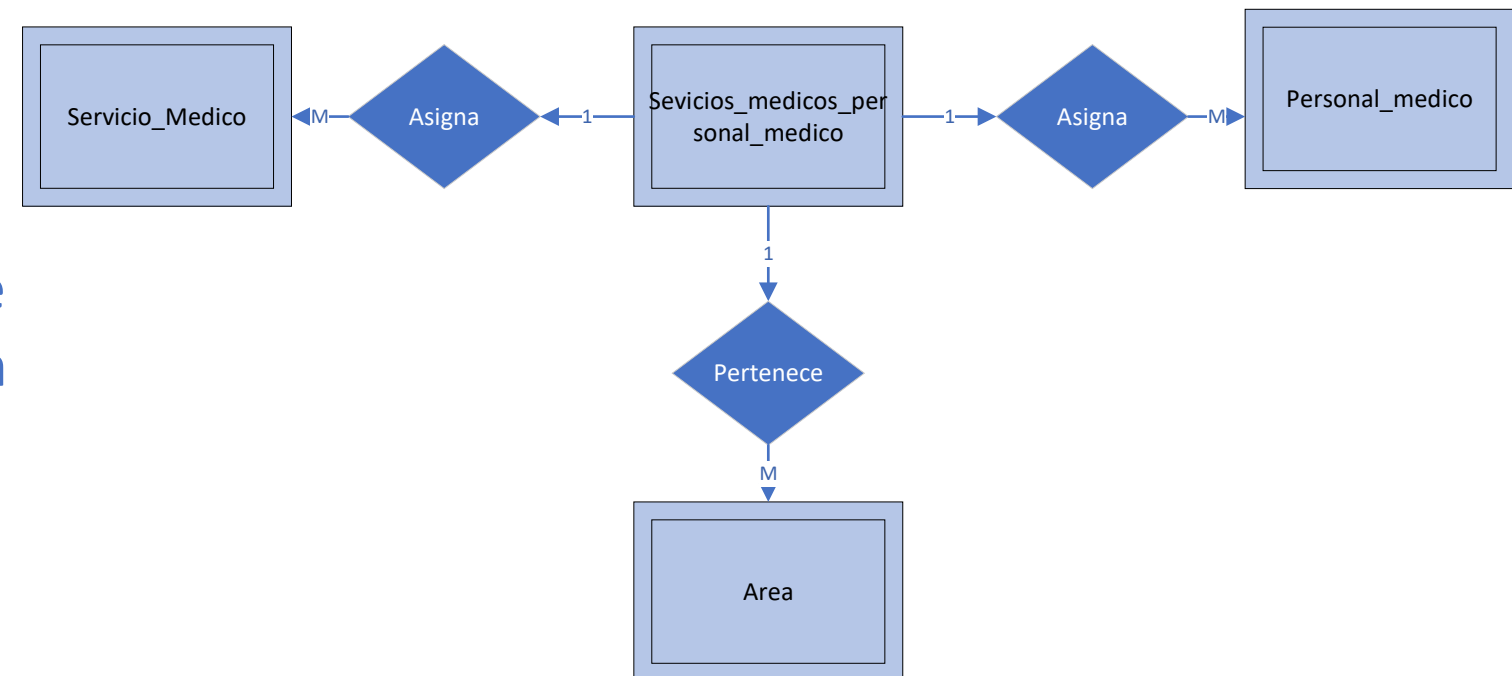 Servicio_Medico
M
Asigna
1
Sevicios_medicos_per
sonal_medico
1
Asigna
M
Personal_medico
1
Pertenece
M
Area